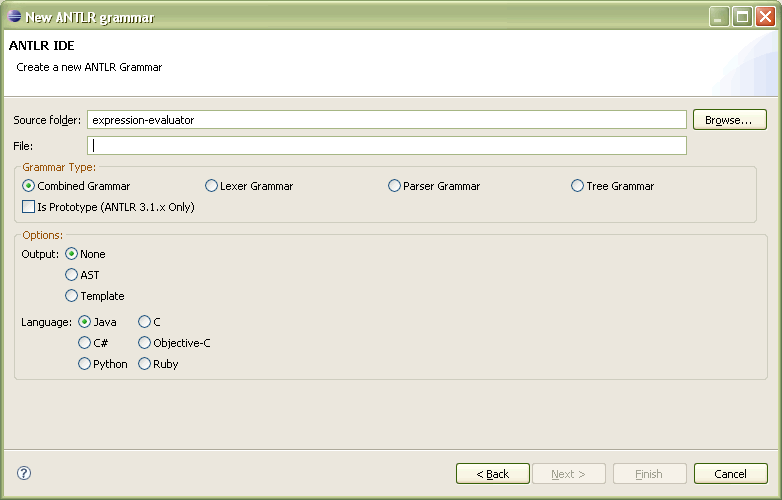 New ANTLR grammar
ANTLR IDE
Create a new ANTLR Grammar
Source folder: expression-evaluator Browse...
File:
Grammar Type:
Combined Grammar Lexer Grammar Parser Grammar Tree Grammar
Is Prototype (ANTLR 3.1.x Only)
Options:
Output: None
AST
Template
Language: Java C
C# Objective-C
Python Ruby
? < Back Next > Finish Cancel